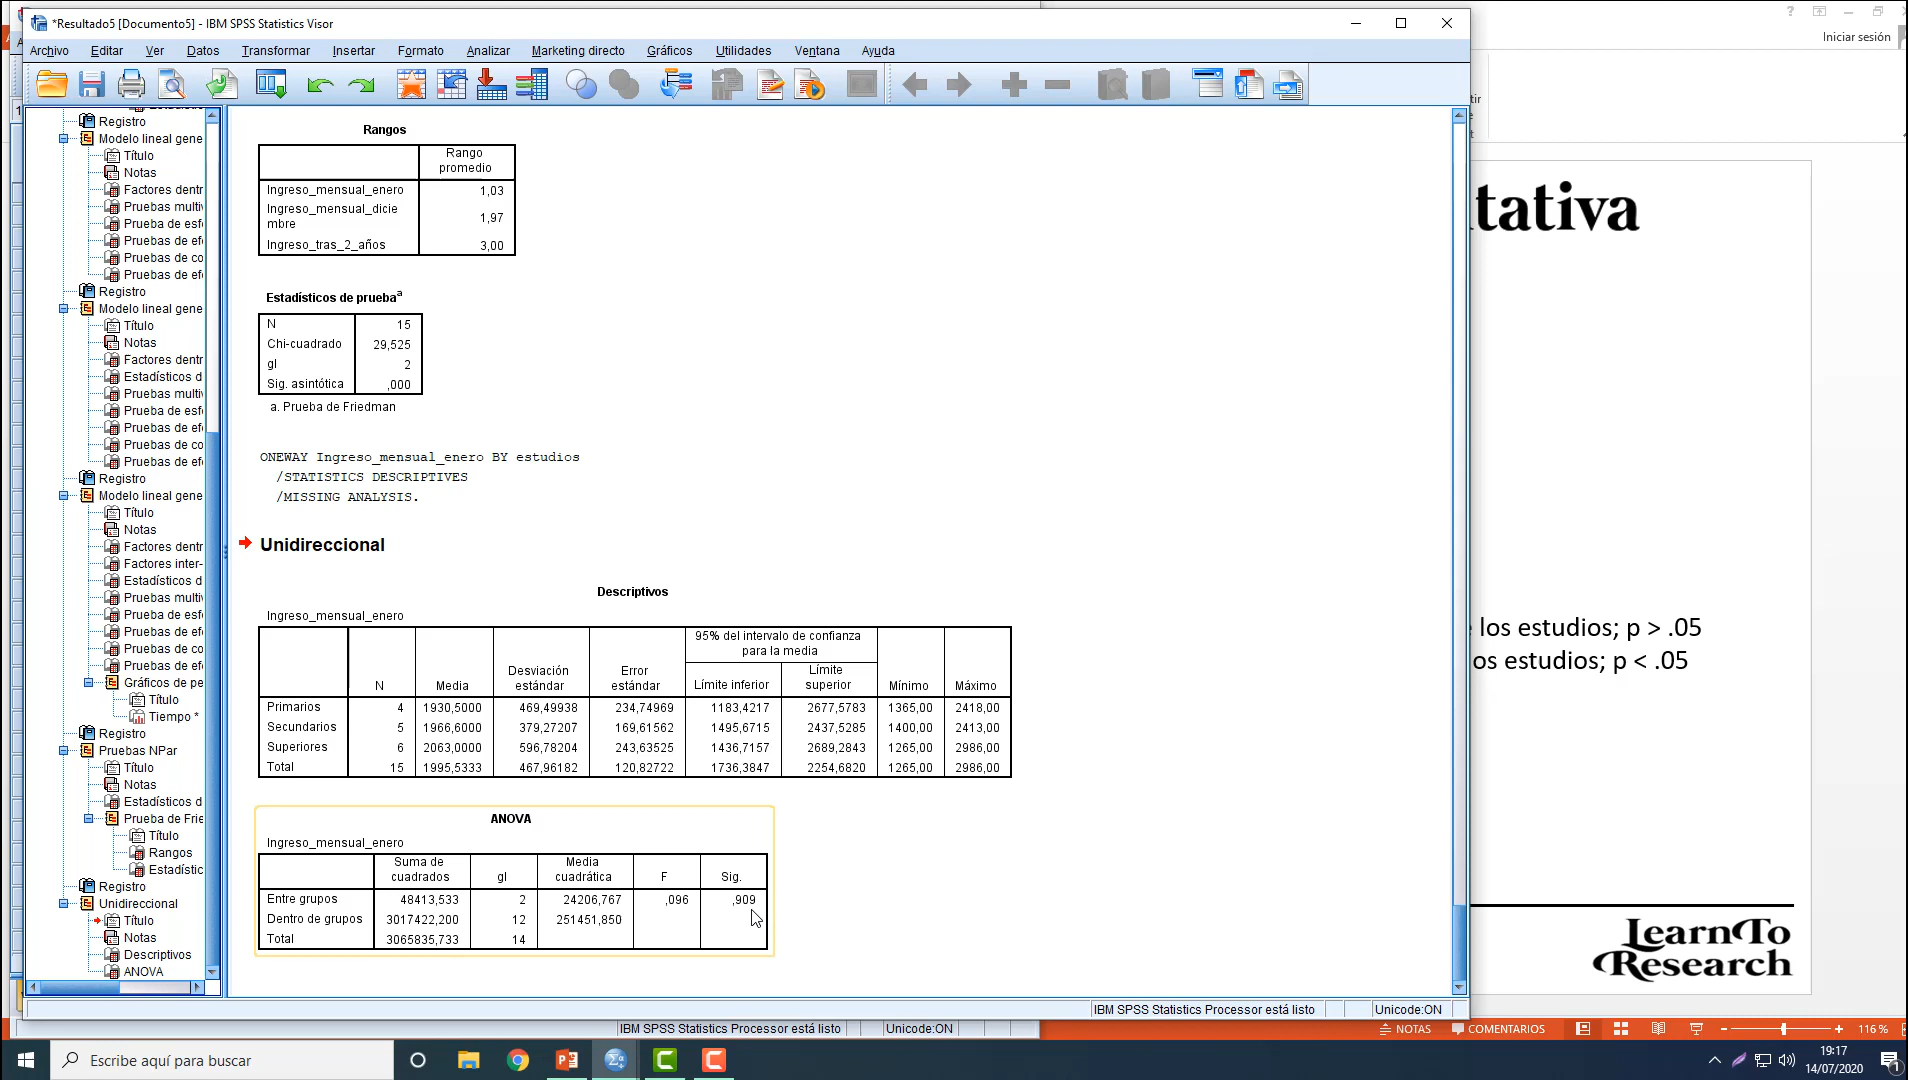 *Resultado5 [Documento5] - IBM SPSS Statistics Visor
Iniciar sesión
Archivo Editar Ver Datos Transformar Insertar Formato Analizar Marketing directo Gráficos Utilidades Ventana Ayuda
Registro
Modelo lineal gene
Título
Notas
Factores dentr
Pruebas multiv
Prueba de esf
Pruebas de ef
Pruebas de co
Pruebas de ef
Registro
Modelo lineal gene
Título
Notas
Factores dentr
Estadísticos d
Pruebas multiv
Prueba de esf
Pruebas de ef
Pruebas de co
Pruebas de ef
Registro
Modelo lineal gene
Título
Notas
Factores dentr
Factores inter-
Estadísticos d
Pruebas multiv
Prueba de esf
Pruebas de ef
Pruebas de co
Pruebas de ef
Gráficos de pe
Título
Tiempo *
Registro
Pruebas NPar
Título
Notas
Estadísticos d
Prueba de Frie
Título
Rangos
Estadístic
Registro
Unidireccional
Título
Notas
Descriptivos
ANOVA
Rangos
Rango
promedio
Ingreso_mensual_enero 1,03
Ingreso_mensual_dicie
mbre 1,97
Ingreso_tras_2_años 3,00
Estadísticos de prueba^a
N 15
Chi-cuadrado 29,525
gl 2
Sig. asintótica ,000
a. Prueba de Friedman
ONEWAY Ingreso_mensual_enero BY estudios
/STATISTICS DESCRIPTIVES
/MISSING ANALYSIS.
Unidireccional
Descriptivos
Ingreso_mensual_enero
N Media Desviación estándar Error estándar 95% del intervalo de confianza para la media Límite inferior Límite superior Mínimo Máximo
Primarios 4 1930,5000 469,49938 234,74969 1183,4217 2677,5783 1365,00 2418,00
Secundarios 5 1966,6000 379,27207 169,61562 1495,6715 2437,5285 1400,00 2413,00
Superiores 6 2063,0000 596,78204 243,63525 1436,7157 2689,2843 1265,00 2986,00
Total 15 1995,5333 467,96182 120,82722 1736,3847 2254,6820 1265,00 2986,00
ANOVA
Ingreso_mensual_enero
Suma de cuadrados gl Media cuadrática F Sig.
Entre grupos 48413,533 2 24206,767 ,096 ,909
Dentro de grupos 3017422,200 12 251451,850
Total 3065835,733 14
IBM SPSS Statistics Processor está listo Unicode:ON
IBM SPSS Statistics Processor está listo Unicode:ON
tativa
los estudios; p > .05
os estudios; p < .05
LearnTo
Research
NOTAS COMENTARIOS 116 %
Escribe aquí para buscar
19:17
14/07/2020
1